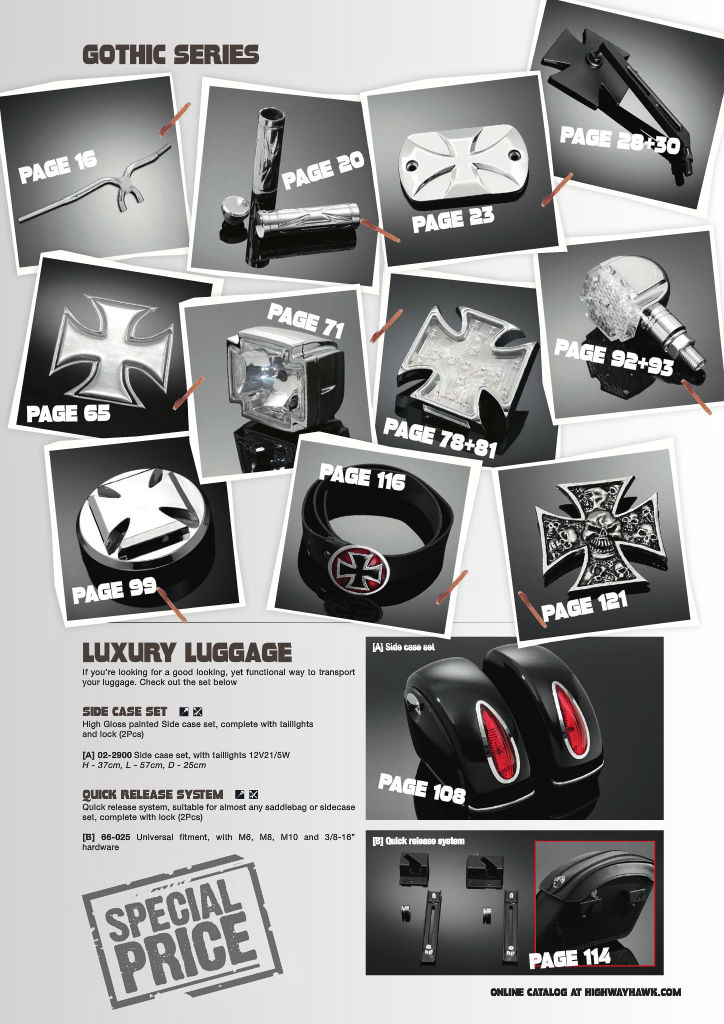 GOTHIC SERIES
PAGE 28+30
PAGE 16
PAGE 20
PAGE 23
PAGE 71
PAGE 92+93
PAGE 65
PAGE 78+81
PAGE 116
PAGE 99
PAGE 121
LUXURY LUGGAGE
If you're looking for a good looking, yet functional way to transport
your luggage. Check out the set below
SIDE CASE SET
High Gloss painted Side case set, complete with taillights
and lock (2Pcs)
[A] 02-2900 Side case set, with taillights 12V21/5W
H - 37cm, L - 57cm, D - 25cm
QUICK RELEASE SYSTEM
Quick release system, suitable for almost any saddlebag or sidecase
set, complete with lock (2Pcs)
[B] 66-025 Universal fitment, with M6, M8, M10 and 3/8-16"
hardware
SPECIAL
PRICE
[A] Side case set
PAGE 108
[B] Quick release system
PAGE 114
ONLINE CATALOG AT HIGHWAYHAWK.COM